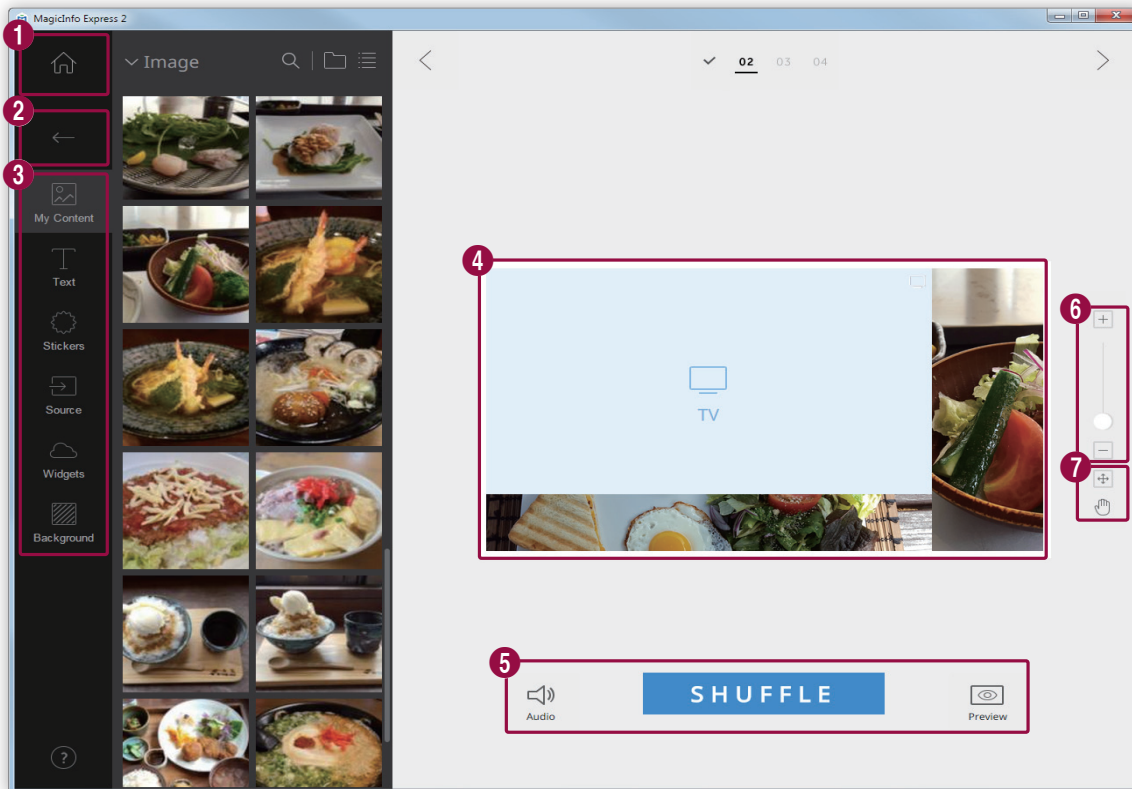 MagicInfo Express 2
1
2
3
My Content
Text
Stickers
Source
Widgets
Background
?
Image
02 03 04
4
TV
5
Audio
SHUFFLE
Preview
6
7